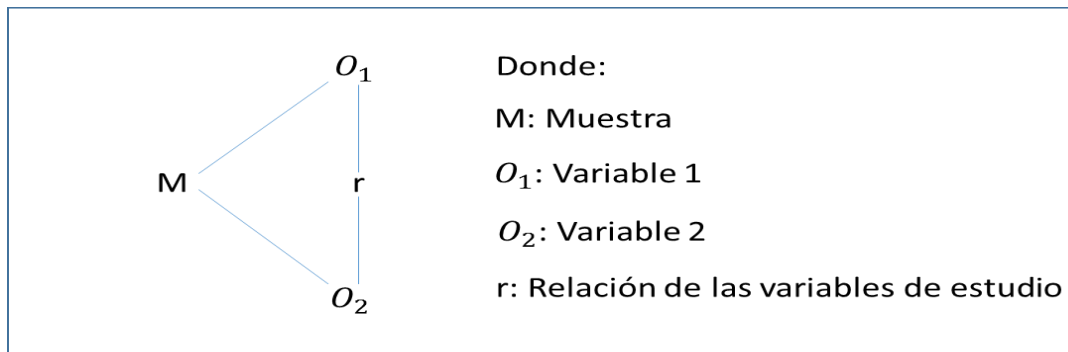 O₁
M
r
O₂
Donde:
M: Muestra
O₁: Variable 1
O₂: Variable 2
r: Relación de las variables de estudio